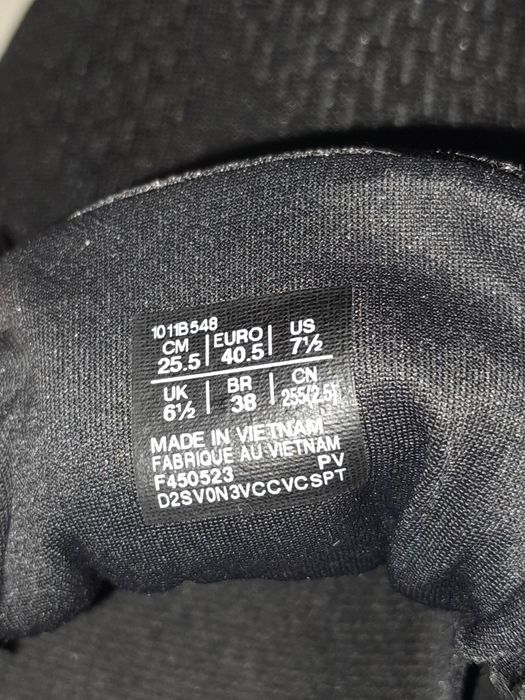 1011B548
CM | EURO | US
25.5 | 40.5 | 7½
UK | BR | CN
6½ | 38 | 255(2.5)
MADE IN VIETNAM
FABRIQUE AU VIETNAM
F450523 PV
D2SV0N3VCCVCSPT